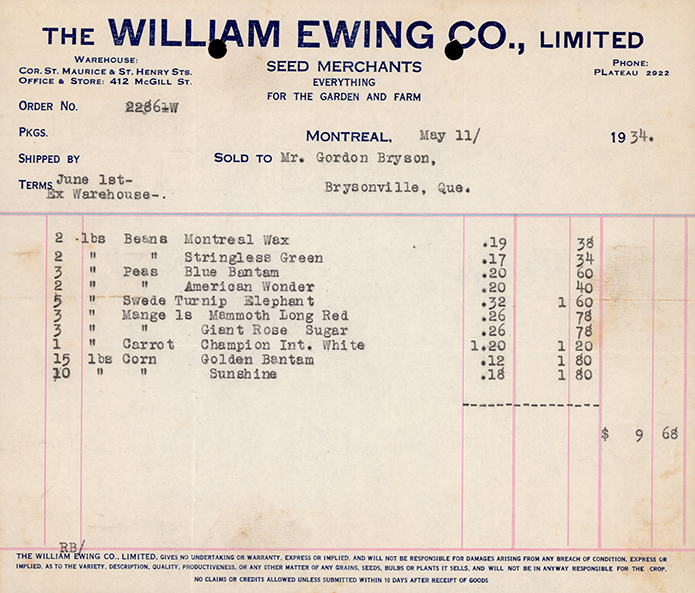 THE WILLIAM EWING CO., LIMITED
WAREHOUSE:
COR. ST. MAURICE & ST. HENRY STS.
OFFICE & STORE: 412 McGILL ST.
SEED MERCHANTS
EVERYTHING
FOR THE GARDEN AND FARM
PHONE:
PLATEAU 2922
ORDER NO. 22861W
PKGS.
MONTREAL, May 11/ 1934.
SHIPPED BY
SOLD TO Mr. Gordon Bryson,
TERMS June 1st-
Ex Warehouse-.
Brysonville, Que.
2 lbs Beans Montreal Wax .19 38
2 " " Stringless Green .17 34
3 " Peas Blue Bantam .20 60
2 " " American Wonder .20 40
5 " Swede Turnip Elephant .32 1 60
3 " Mange ls Mammoth Long Red .26 78
3 " " Giant Rose Sugar .26 78
1 " Carrot Champion Int. White 1.20 1 20
15 lbs Corn Golden Bantam .12 1 80
10 " " Sunshine .18 1 80
$ 9 68
RB/
THE WILLIAM EWING CO., LIMITED, GIVES NO UNDERTAKING OR WARRANTY, EXPRESS OR IMPLIED, AND WILL NOT BE RESPONSIBLE FOR DAMAGES ARISING FROM ANY BREACH OF CONDITION, EXPRESS OR
IMPLIED, AS TO THE VARIETY, DESCRIPTION, QUALITY, PRODUCTIVENESS, OR ANY OTHER MATTER OF ANY GRAINS, SEEDS, BULBS OR PLANTS IT SELLS, AND WILL NOT BE IN ANYWAY RESPONSIBLE FOR THE CROP.
NO CLAIMS OR CREDITS ALLOWED UNLESS SUBMITTED WITHIN 10 DAYS AFTER RECEIPT OF GOODS